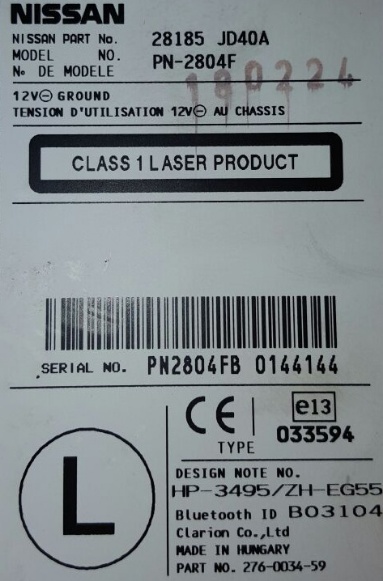 NISSAN
NISSAN PART No. 28185 JD40A
MODEL NO. PN-2804F
No DE MODELE
190224
12V⊖ GROUND
TENSION D'UTILISATION 12V⊖ AU CHASSIS
CLASS 1 LASER PRODUCT
SERIAL NO. PN2804FB 0144144
CE
e13
TYPE 033594
L
DESIGN NOTE NO.
HP-3495/ZH-EG55
Bluetooth ID B03104
Clarion Co.,Ltd
MADE IN HUNGARY
PART NO. 276-0034-59